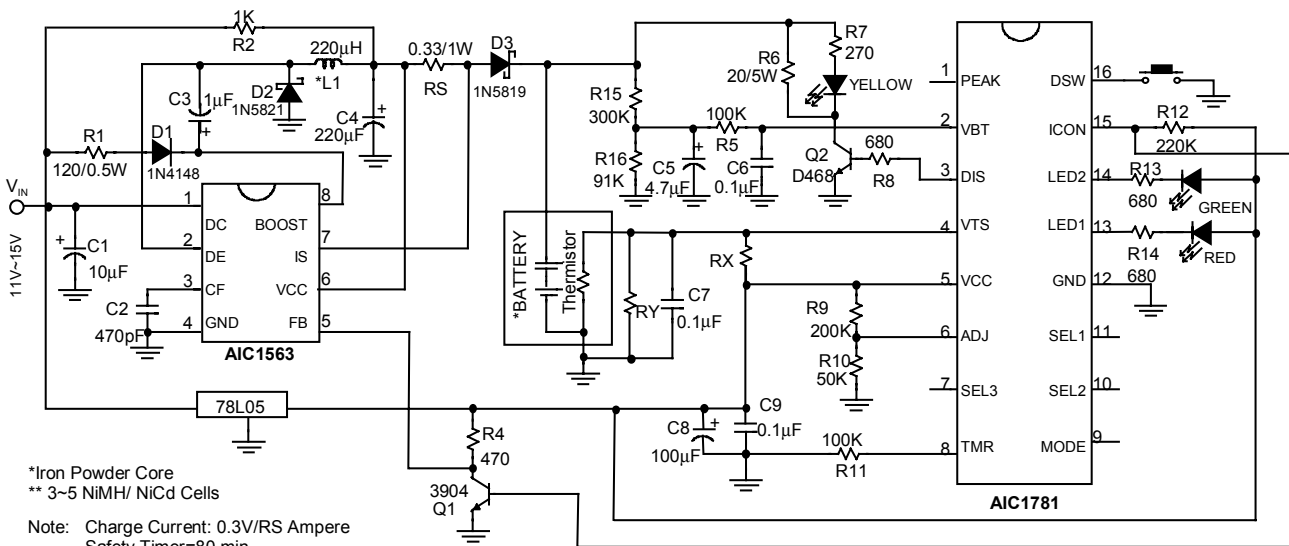 1K
R2
220μH
*L1
0.33/1W
RS
D3
1N5819
R7
270
R6
20/5W
YELLOW
1
PEAK
DSW
16
C3
1μF
+
D2
1N5821
C4
220μF
+
R15
300K
100K
R5
2
VBT
ICON
15
R12
220K
R1
120/0.5W
D1
1N4148
R16
91K
C5
4.7μF
+
C6
0.1μF
Q2
D468
680
R8
3
DIS
LED2
14
R13
680
GREEN
VIN
11V~15V
+
C1
10μF
1
DC
BOOST
8
2
DE
IS
7
3
CF
VCC
6
4
GND
FB
5
AIC1563
C2
470pF
*BATTERY
Thermistor
RY
C7
0.1μF
RX
4
VTS
LED1
13
R14
680
RED
5
VCC
GND
12
R9
200K
6
ADJ
SEL1
11
R10
50K
7
SEL3
SEL2
10
78L05
R4
470
C8
100μF
+
C9
0.1μF
100K
R11
8
TMR
MODE
9
AIC1781
3904
Q1
*Iron Powder Core
** 3~5 NiMH/ NiCd Cells
Note: Charge Current: 0.3V/RS Ampere
Safety Timer=80 min